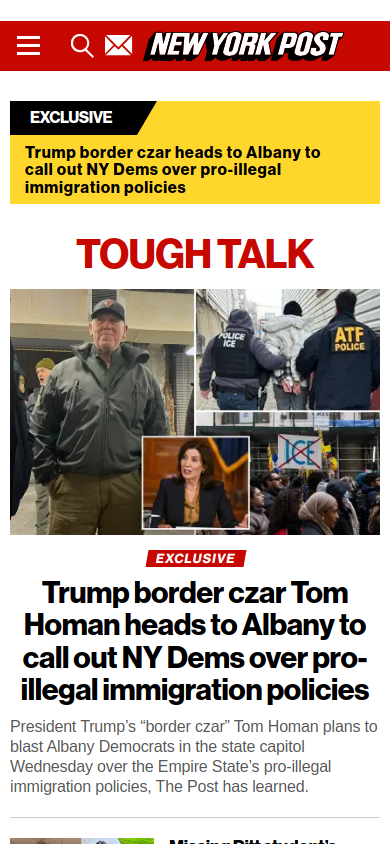 NEW YORK POST
EXCLUSIVE
Trump border czar heads to Albany to
call out NY Dems over pro-illegal
immigration policies
TOUGH TALK
POLICE
ICE
ATF
POLICE
ICE
EXCLUSIVE
Trump border czar Tom
Homan heads to Albany to
call out NY Dems over pro-
illegal immigration policies
President Trump’s “border czar” Tom Homan plans to
blast Albany Democrats in the state capitol
Wednesday over the Empire State’s pro-illegal
immigration policies, The Post has learned.
Missing Pitt student’s